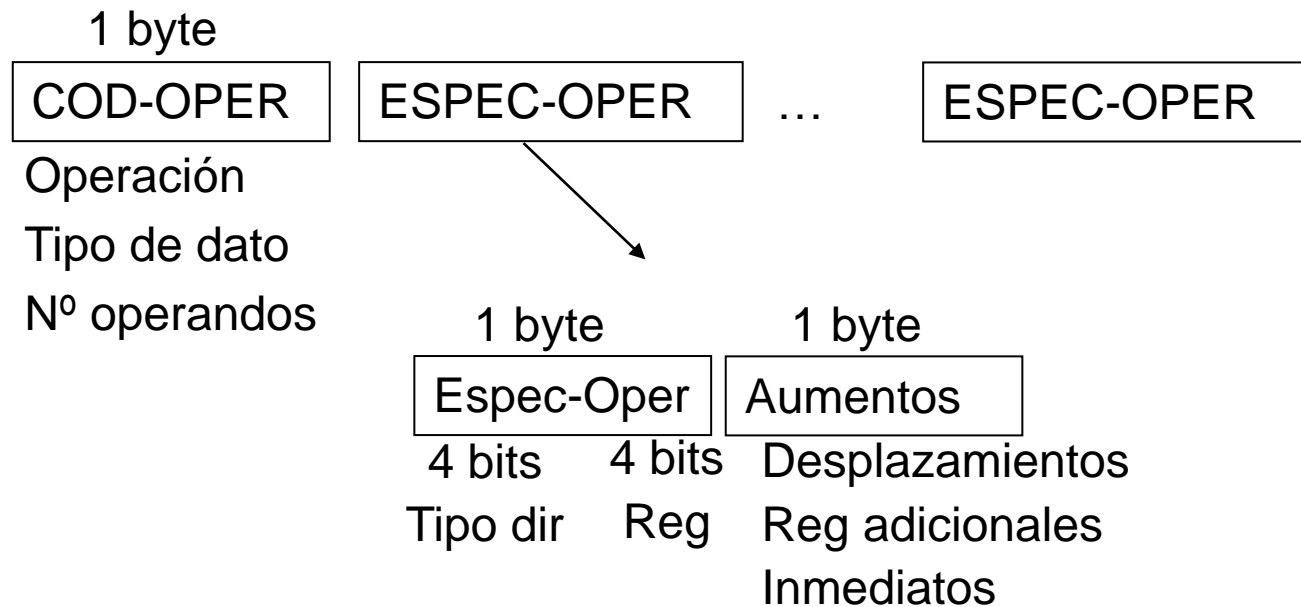 1 byte
COD-OPER ESPEC-OPER … ESPEC-OPER
Operación
Tipo de dato
Nº operandos
1 byte 1 byte
Espec-Oper Aumentos
4 bits 4 bits Desplazamientos
Tipo dir Reg Reg adicionales
Inmediatos